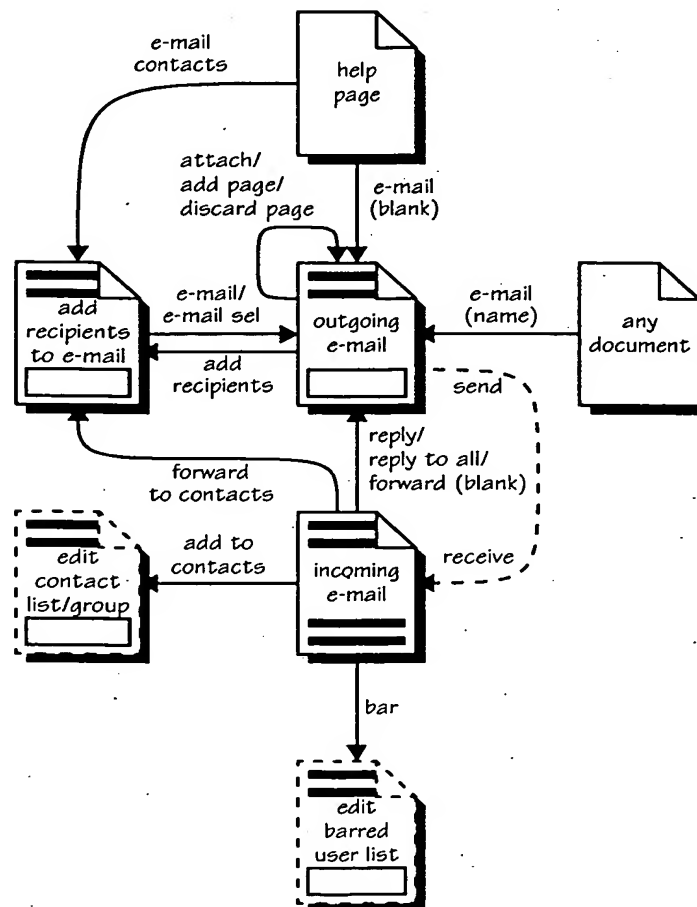 e-mail
contacts
help
page
attach/
add page/
discard page
e-mail
(blank)
add
recipients
to e-mail
e-mail/
e-mail sel
add
recipients
outgoing
e-mail
e-mail
(name)
any
document
send
reply/
reply to all/
forward (blank)
forward
to contacts
edit
contact
list/group
add to
contacts
incoming
e-mail
receive
bar
edit
barred
user list